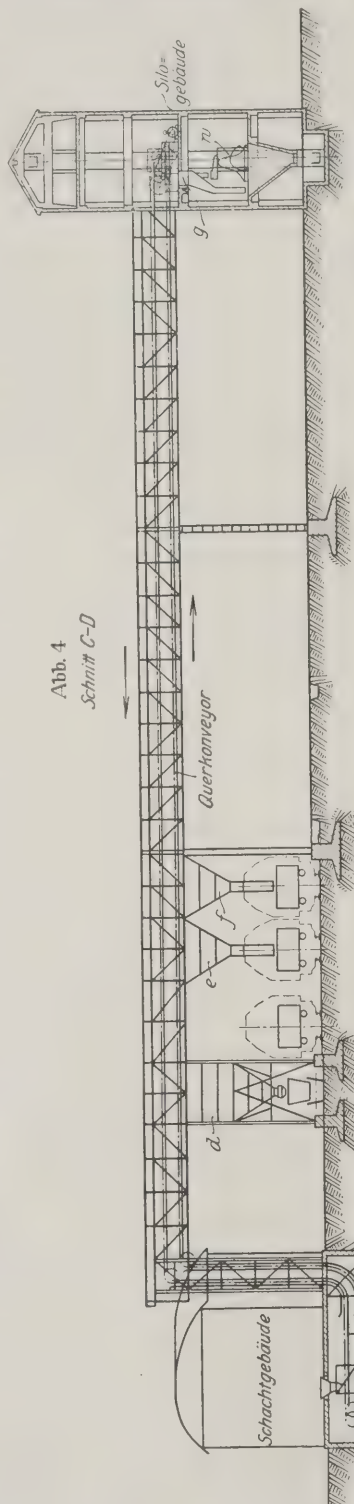 Abb. 4
Schnitt C-D
Silo=
gebäude
w
g
Querkonveyor
f
e
d
Schachtgebäude